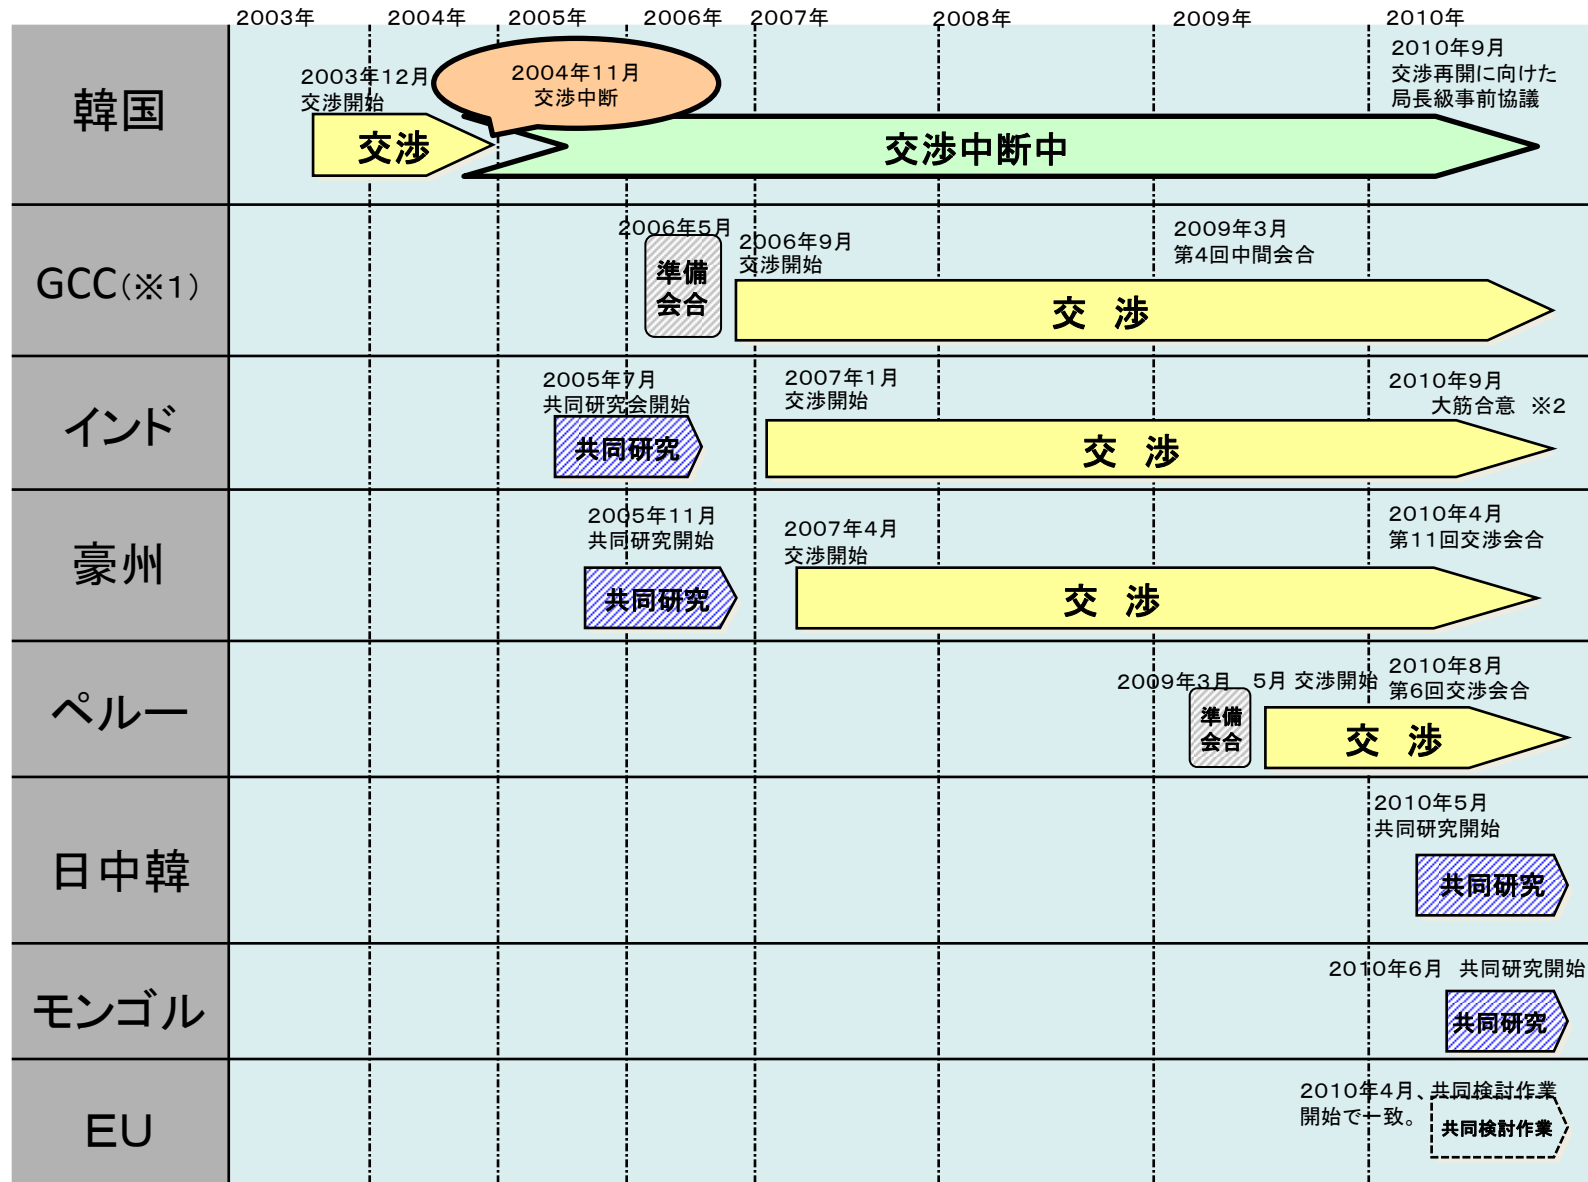 2003年 2004年 2005年 2006年 2007年 2008年 2009年 2010年
韓国
2003年12月
交渉開始
交渉
2004年11月
交渉中断
交渉中断中
2010年9月
交渉再開に向けた
局長級事前協議
GCC(※1)
2006年5月
準備
会合
2006年9月
交渉開始
交 渉
2009年3月
第4回中間会合
インド
2005年7月
共同研究会開始
共同研究
2007年1月
交渉開始
交 渉
2010年9月
大筋合意 ※2
豪州
2005年11月
共同研究開始
共同研究
2007年4月
交渉開始
交 渉
2010年4月
第11回交渉会合
ペルー
2009年3月
準備
会合
5月 交渉開始
交 渉
2010年8月
第6回交渉会合
日中韓
2010年5月
共同研究開始
共同研究
モンゴル
2010年6月 共同研究開始
共同研究
EU
2010年4月、共同検討作業
開始で一致。
共同検討作業